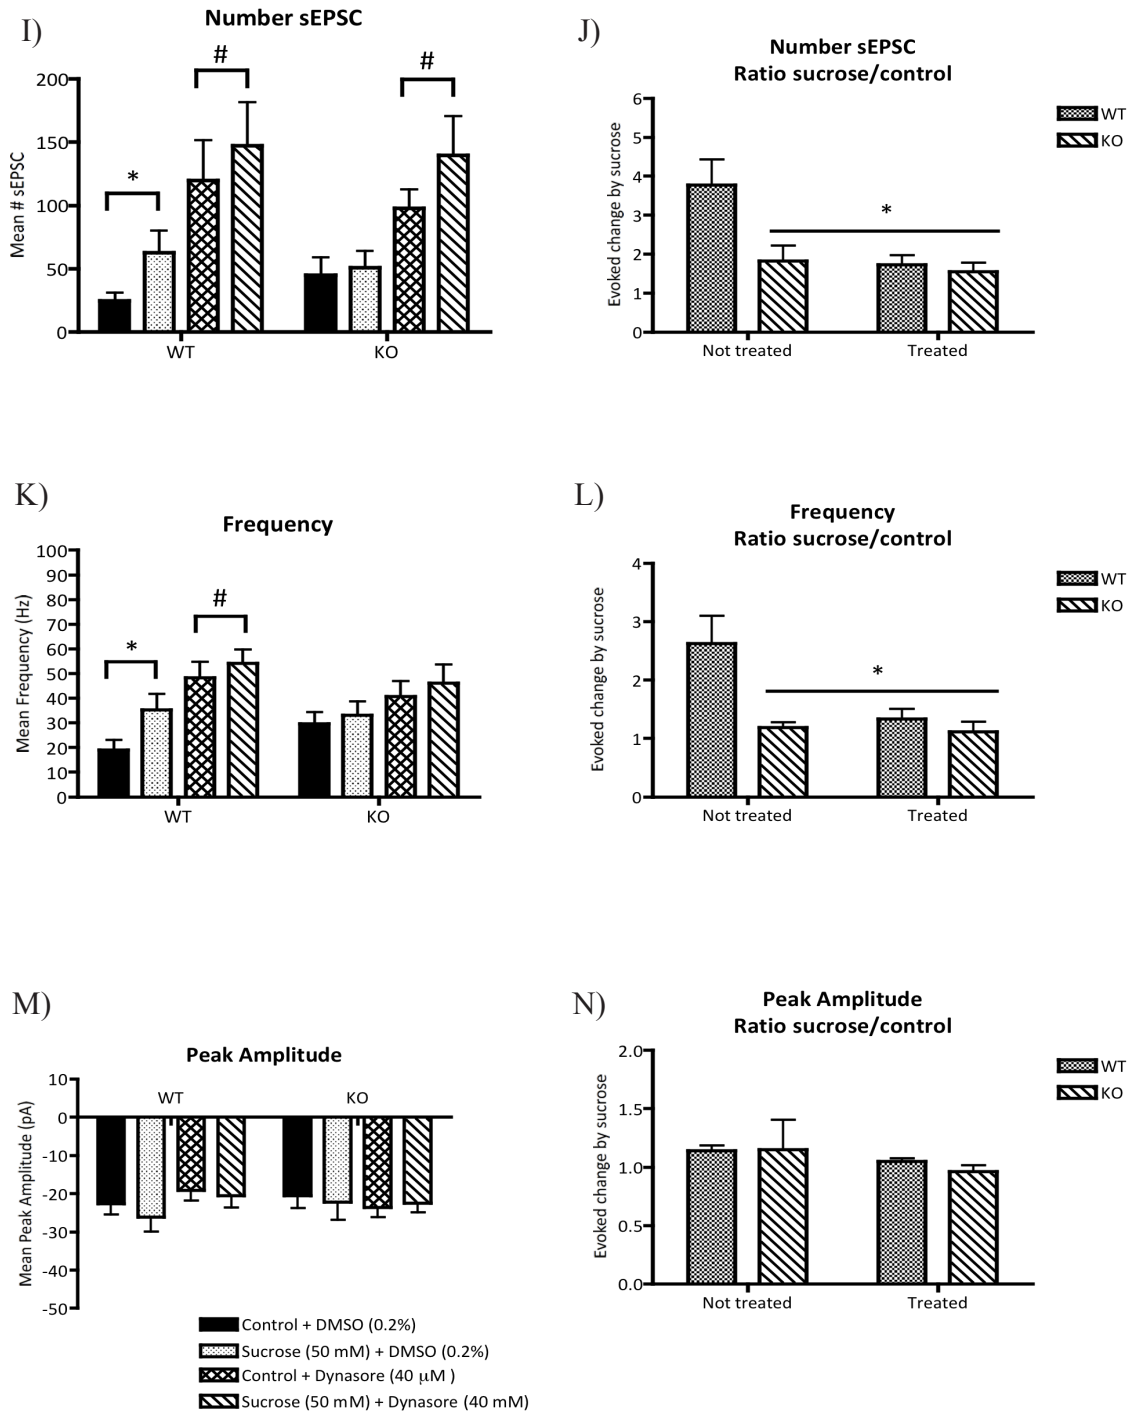 I)
Number sEPSC
Mean # sEPSC
200
150
100
50
0
*
#
#
WT
KO
J)
Number sEPSC
Ratio sucrose/control
Evoked change by sucrose
6
5
4
3
2
1
0
*
Not treated
Treated
WT
KO
K)
Frequency
Mean Frequency (Hz)
100
90
80
70
60
50
40
30
20
10
0
*
#
WT
KO
L)
Frequency
Ratio sucrose/control
Evoked change by sucrose
4
3
2
1
0
*
Not treated
Treated
WT
KO
M)
Peak Amplitude
Mean Peak Amplitude (pA)
10
0
-10
-20
-30
-40
-50
WT
KO
Control + DMSO (0.2%)
Sucrose (50 mM) + DMSO (0.2%)
Control + Dynasore (40 μM )
Sucrose (50 mM) + Dynasore (40 mM)
N)
Peak Amplitude
Ratio sucrose/control
Evoked change by sucrose
2.0
1.5
1.0
0.5
0.0
Not treated
Treated
WT
KO